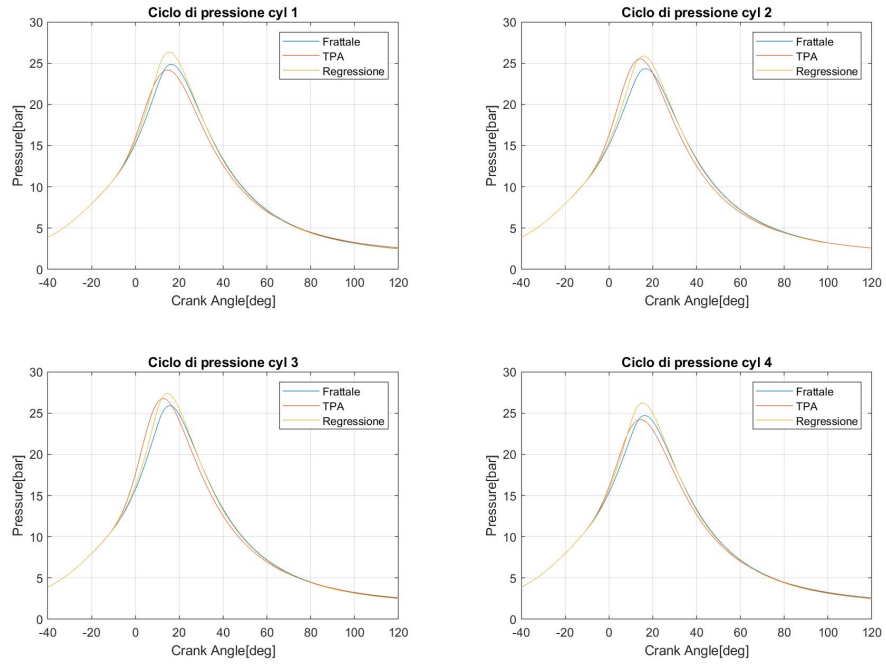 Ciclo di pressione cyl 1
30
25
20
15
10
5
0
Pressure[bar]
-40 -20 0 20 40 60 80 100 120
Crank Angle[deg]
Frattale
TPA
Regressione
Ciclo di pressione cyl 2
30
25
20
15
10
5
0
Pressure[bar]
-40 -20 0 20 40 60 80 100 120
Crank Angle[deg]
Frattale
TPA
Regressione
Ciclo di pressione cyl 3
30
25
20
15
10
5
0
Pressure[bar]
-40 -20 0 20 40 60 80 100 120
Crank Angle[deg]
Frattale
TPA
Regressione
Ciclo di pressione cyl 4
30
25
20
15
10
5
0
Pressure[bar]
-40 -20 0 20 40 60 80 100 120
Crank Angle[deg]
Frattale
TPA
Regressione